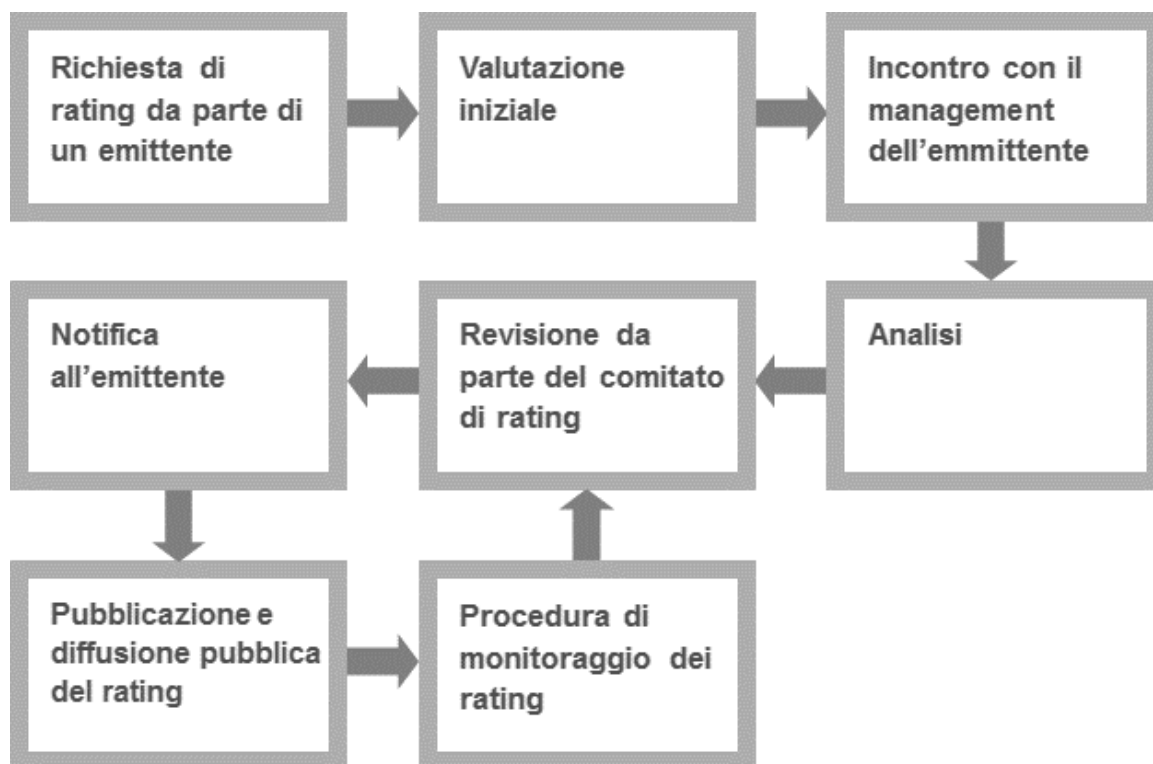 Richiesta di
rating da parte di
un emittente
Valutazione
iniziale
Incontro con il
management
dell’emmittente
Analisi
Revisione da
parte del comitato
di rating
Notifica
all’emittente
Pubblicazione e
diffusione pubblica
del rating
Procedura di
monitoraggio dei
rating